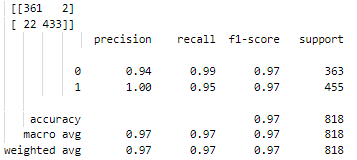 [[361   2]
 [ 22 433]]
              precision    recall  f1-score   support

           0       0.94      0.99      0.97       363
           1       1.00      0.95      0.97       455

    accuracy                           0.97       818
   macro avg       0.97      0.97      0.97       818
weighted avg       0.97      0.97      0.97       818